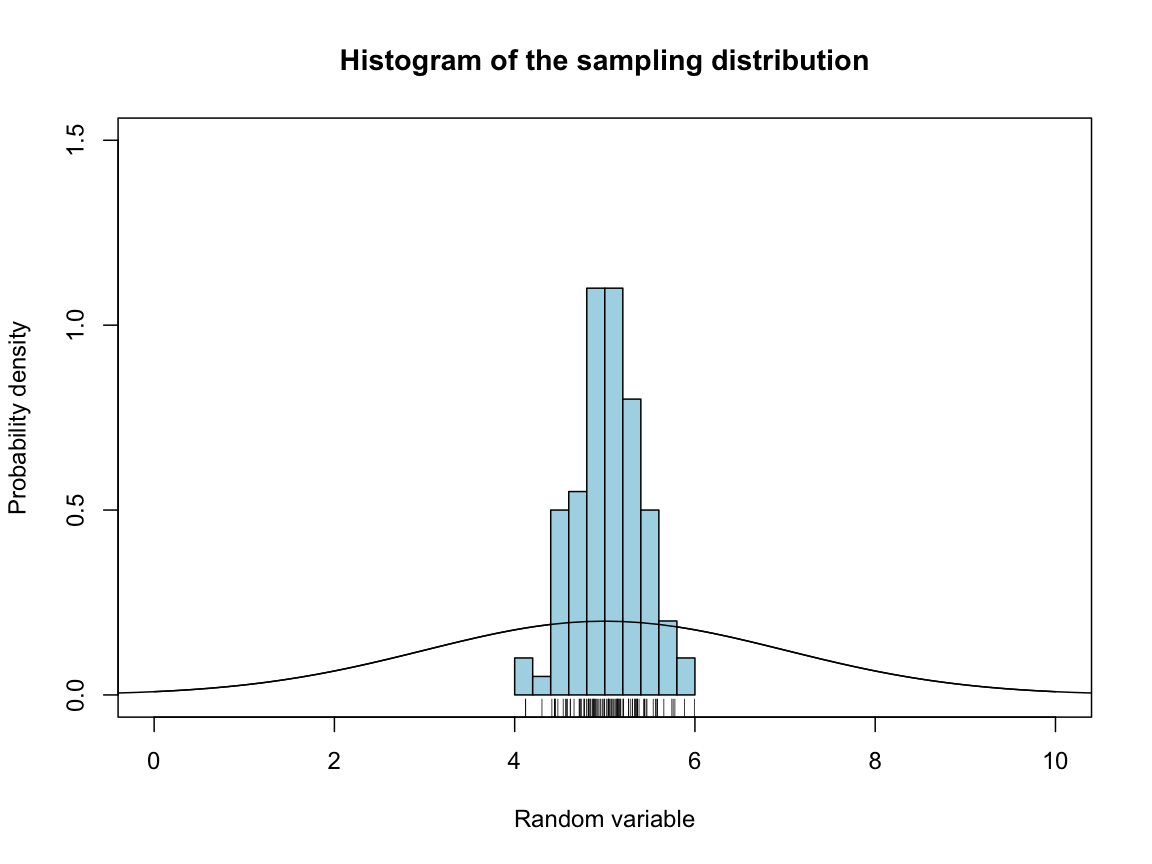 Histogram of the sampling distribution
Probability density
1.5
1.0
0.5
0.0
0 2 4 6 8 10
Random variable